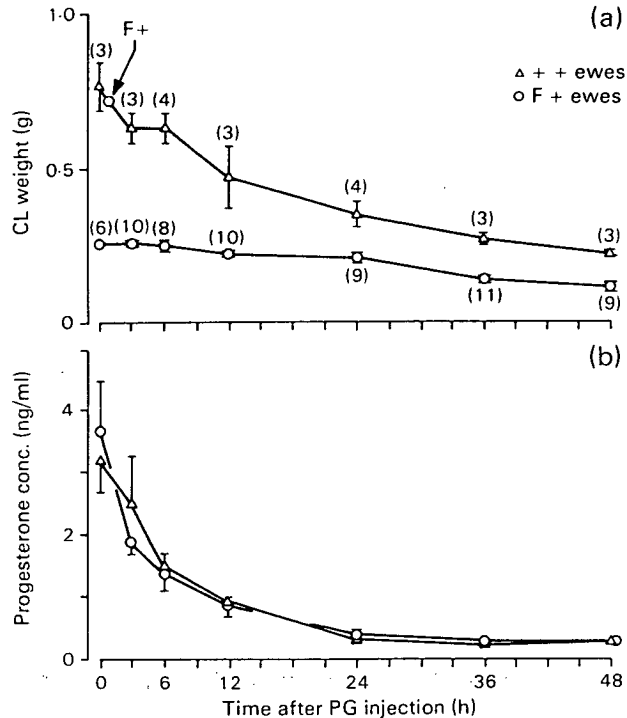 (a)
1·0
F+
(3)
△ + + ewes
○ F + ewes
(3) (4)
(3)
0·5
(4)
(3)
(3)
(6) (10) (8) (10)
(9)
(11)
(9)
0
CL weight (g)
(b)
4
2
0
Progesterone conc. (ng/ml)
0 6 12 24 36 48
Time after PG injection (h)